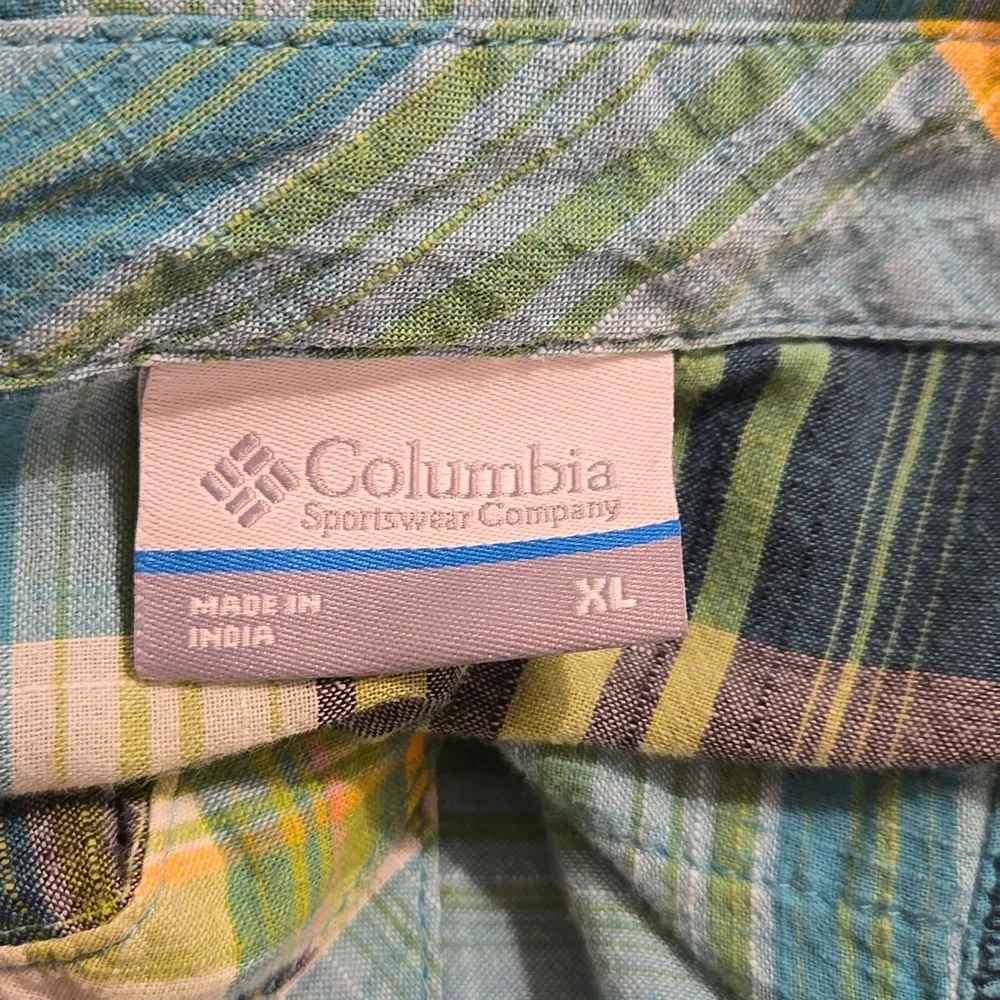 Columbia
Sportswear Company
MADE IN
INDIA
XL